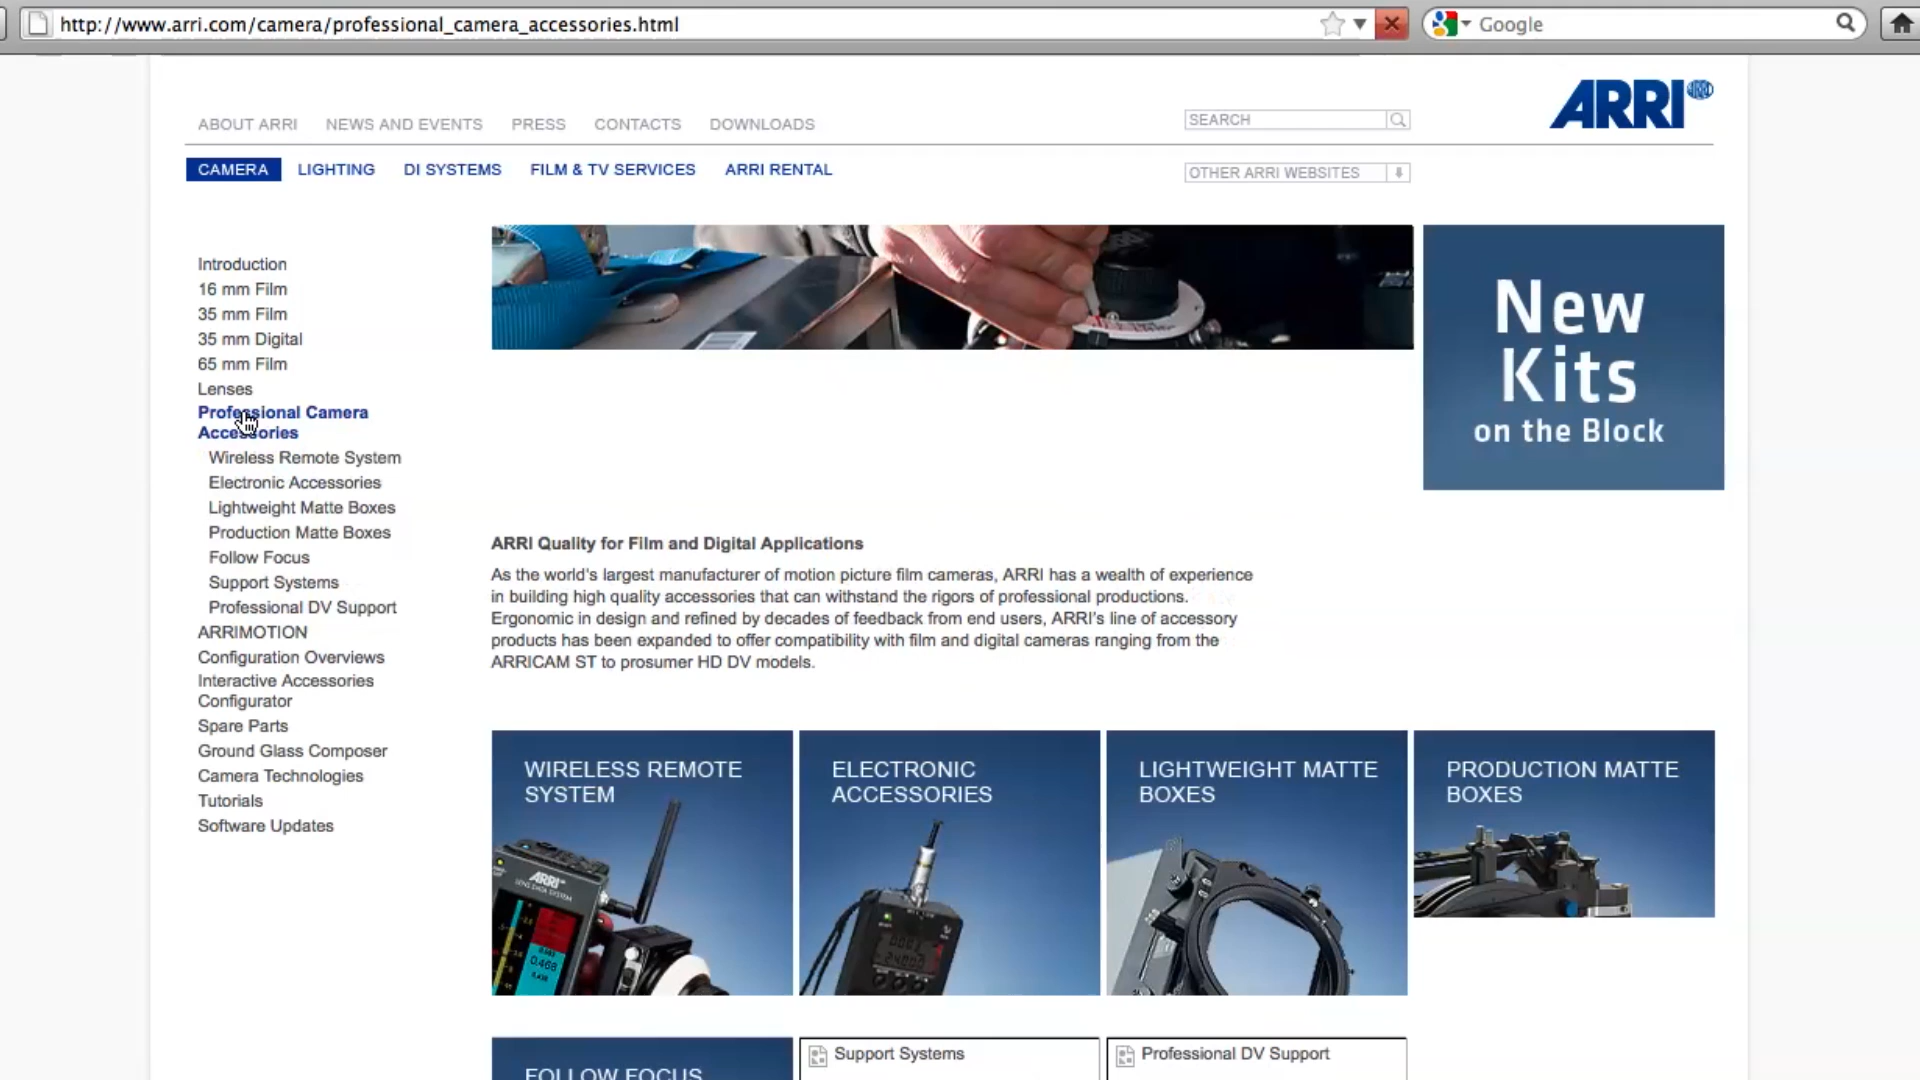 http://www.arri.com/camera/professional_camera_accessories.html
Google
ABOUT ARRI NEWS AND EVENTS PRESS CONTACTS DOWNLOADS
SEARCH
ARRI
CAMERA LIGHTING DI SYSTEMS FILM & TV SERVICES ARRI RENTAL
OTHER ARRI WEBSITES
Introduction
16 mm Film
35 mm Film
35 mm Digital
65 mm Film
Lenses
Professional Camera
Accessories
Wireless Remote System
Electronic Accessories
Lightweight Matte Boxes
Production Matte Boxes
Follow Focus
Support Systems
Professional DV Support
ARRIMOTION
Configuration Overviews
Interactive Accessories
Configurator
Spare Parts
Ground Glass Composer
Camera Technologies
Tutorials
Software Updates
New
Kits
on the Block
ARRI Quality for Film and Digital Applications
As the world's largest manufacturer of motion picture film cameras, ARRI has a wealth of experience
in building high quality accessories that can withstand the rigors of professional productions.
Ergonomic in design and refined by decades of feedback from end users, ARRI's line of accessory
products has been expanded to offer compatibility with film and digital cameras ranging from the
ARRICAM ST to prosumer HD DV models.
WIRELESS REMOTE
SYSTEM
ARRI
LENS DATA SYSTEM
0.468
ELECTRONIC
ACCESSORIES
LIGHTWEIGHT MATTE
BOXES
PRODUCTION MATTE
BOXES
FOLLOW FOCUS
Support Systems
Professional DV Support